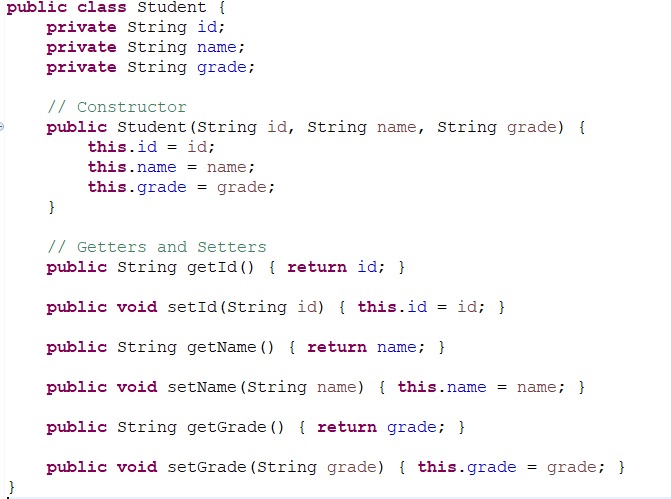 public class Student {
    private String id;
    private String name;
    private String grade;

    // Constructor
    public Student(String id, String name, String grade) {
        this.id = id;
        this.name = name;
        this.grade = grade;
    }

    // Getters and Setters
    public String getId() { return id; }

    public void setId(String id) { this.id = id; }

    public String getName() { return name; }

    public void setName(String name) { this.name = name; }

    public String getGrade() { return grade; }

    public void setGrade(String grade) { this.grade = grade; }
}